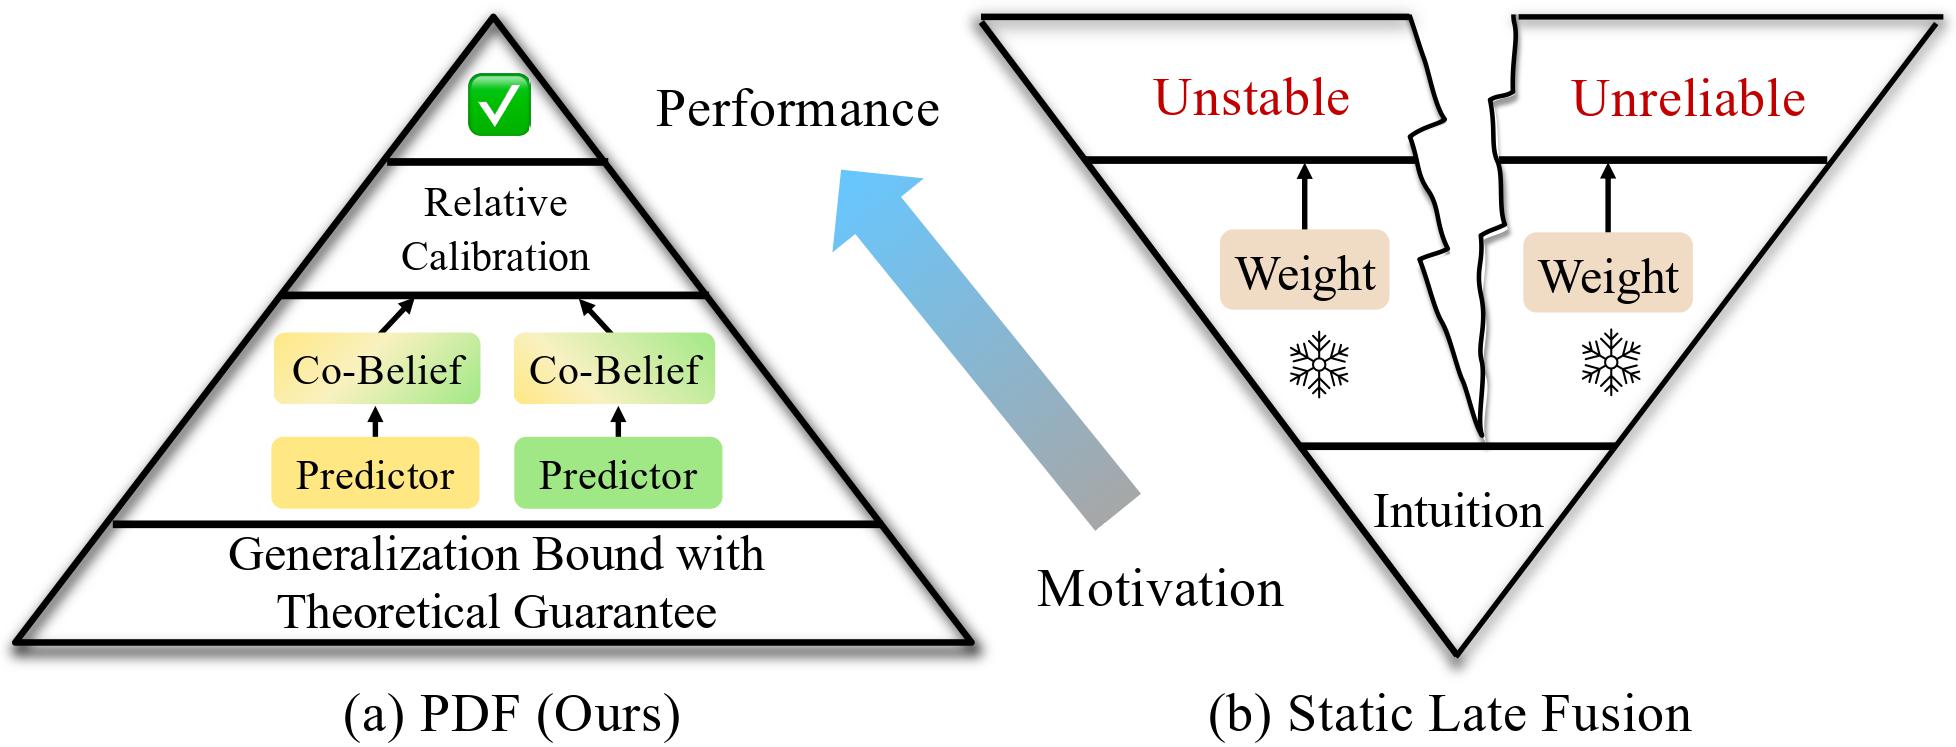 Relative
Calibration
Co-Belief
Co-Belief
Predictor
Predictor
Generalization Bound with
Theoretical Guarantee
(a) PDF (Ours)
Performance
Motivation
Unstable
Unreliable
Weight
Weight
Intuition
(b) Static Late Fusion